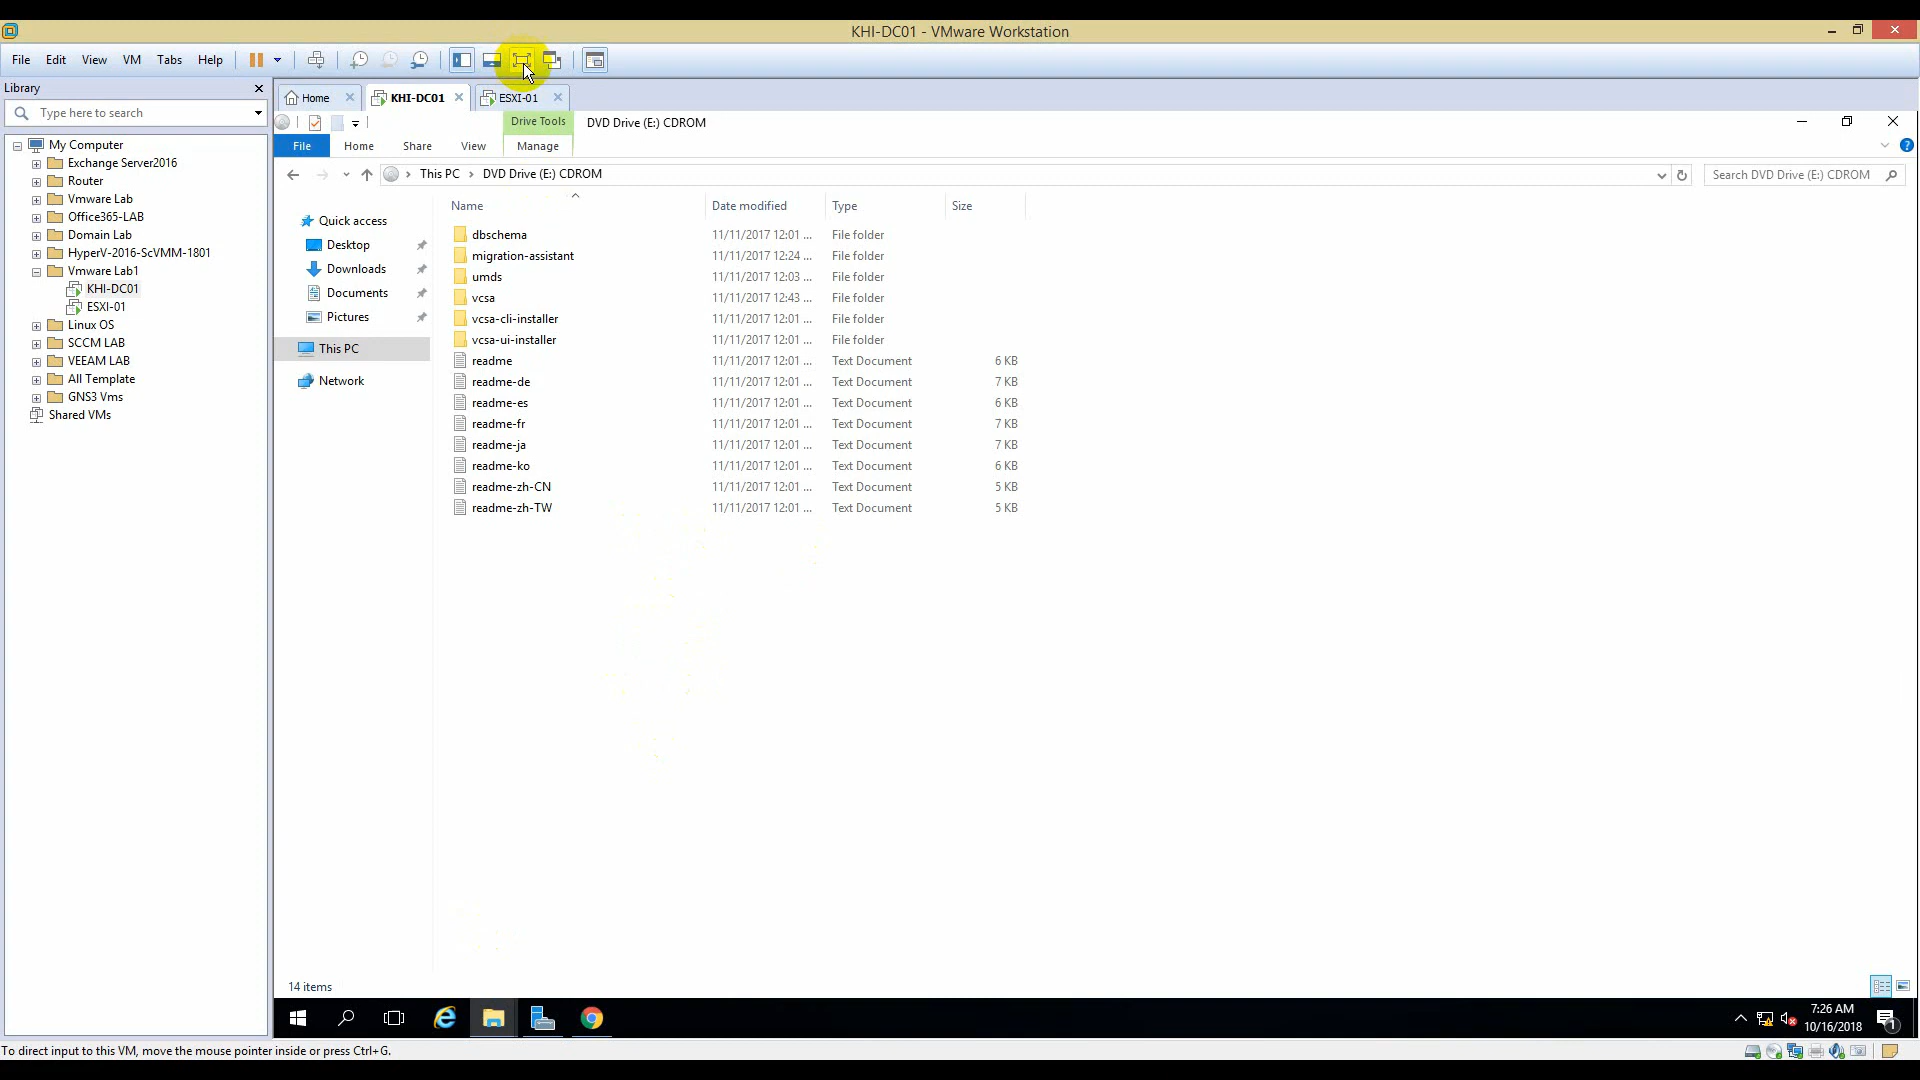 KHI-DC01 - VMware Workstation
File Edit View VM Tabs Help
Library
Type here to search
My Computer
Exchange Server2016
Router
Vmware Lab
Office365-LAB
Domain Lab
HyperV-2016-ScVMM-1801
Vmware Lab1
KHI-DC01
ESXI-01
Linux OS
SCCM LAB
VEEAM LAB
All Template
GNS3 Vms
Shared VMs
Home KHI-DC01 ESXI-01
Drive Tools DVD Drive (E:) CDROM
File Home Share View Manage
This PC DVD Drive (E:) CDROM Search DVD Drive (E:) CDROM
Quick access
Desktop
Downloads
Documents
Pictures
This PC
Network
Name Date modified Type Size
dbschema 11/11/2017 12:01 ... File folder
migration-assistant 11/11/2017 12:24 ... File folder
umds 11/11/2017 12:03 ... File folder
vcsa 11/11/2017 12:43 ... File folder
vcsa-cli-installer 11/11/2017 12:01 ... File folder
vcsa-ui-installer 11/11/2017 12:01 ... File folder
readme 11/11/2017 12:01 ... Text Document 6 KB
readme-de 11/11/2017 12:01 ... Text Document 7 KB
readme-es 11/11/2017 12:01 ... Text Document 6 KB
readme-fr 11/11/2017 12:01 ... Text Document 7 KB
readme-ja 11/11/2017 12:01 ... Text Document 7 KB
readme-ko 11/11/2017 12:01 ... Text Document 6 KB
readme-zh-CN 11/11/2017 12:01 ... Text Document 5 KB
readme-zh-TW 11/11/2017 12:01 ... Text Document 5 KB
14 items
7:26 AM
10/16/2018
1
To direct input to this VM, move the mouse pointer inside or press Ctrl+G.